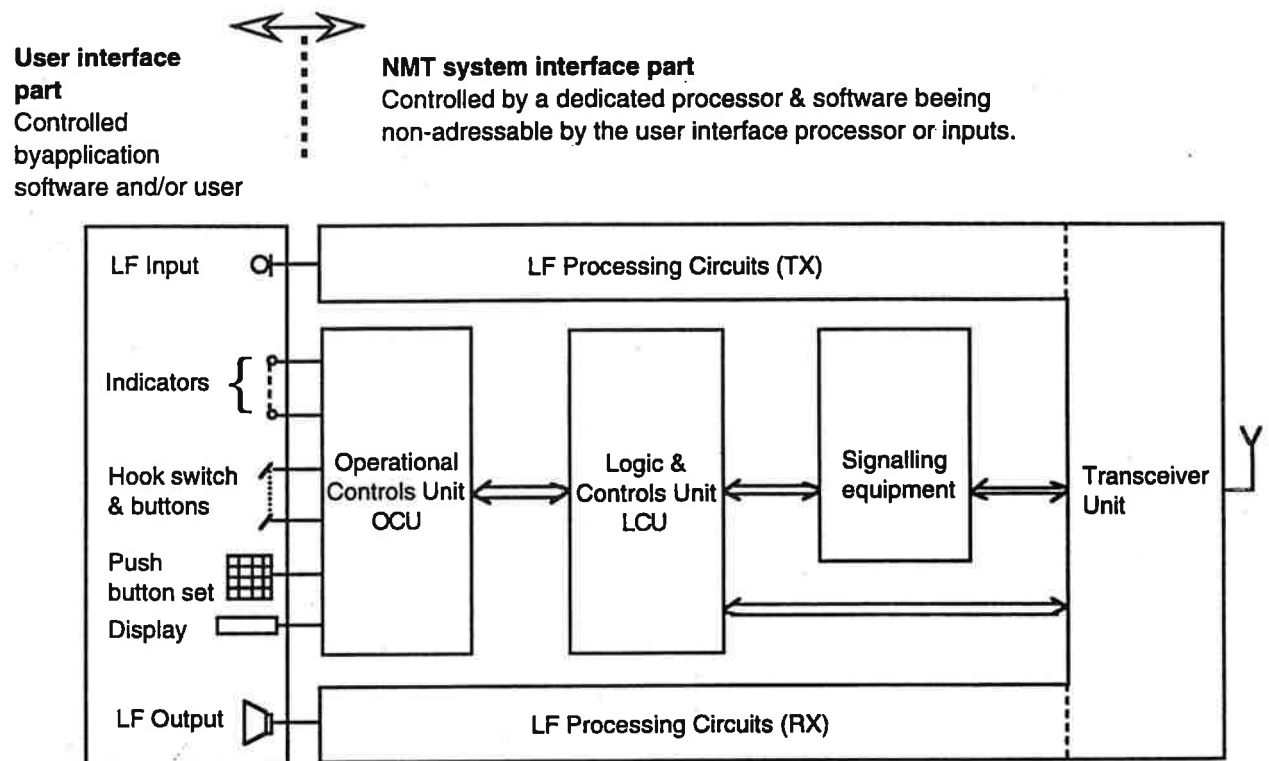 User interface
part
Controlled
byapplication
software and/or user
NMT system interface part
Controlled by a dedicated processor & software beeing
non-adressable by the user interface processor or inputs.
LF Input
LF Processing Circuits (TX)
Indicators
Hook switch
& buttons
Push
button set
Display
LF Output
Operational
Controls Unit
OCU
Logic &
Controls Unit
LCU
Signalling
equipment
Transceiver
Unit
LF Processing Circuits (RX)